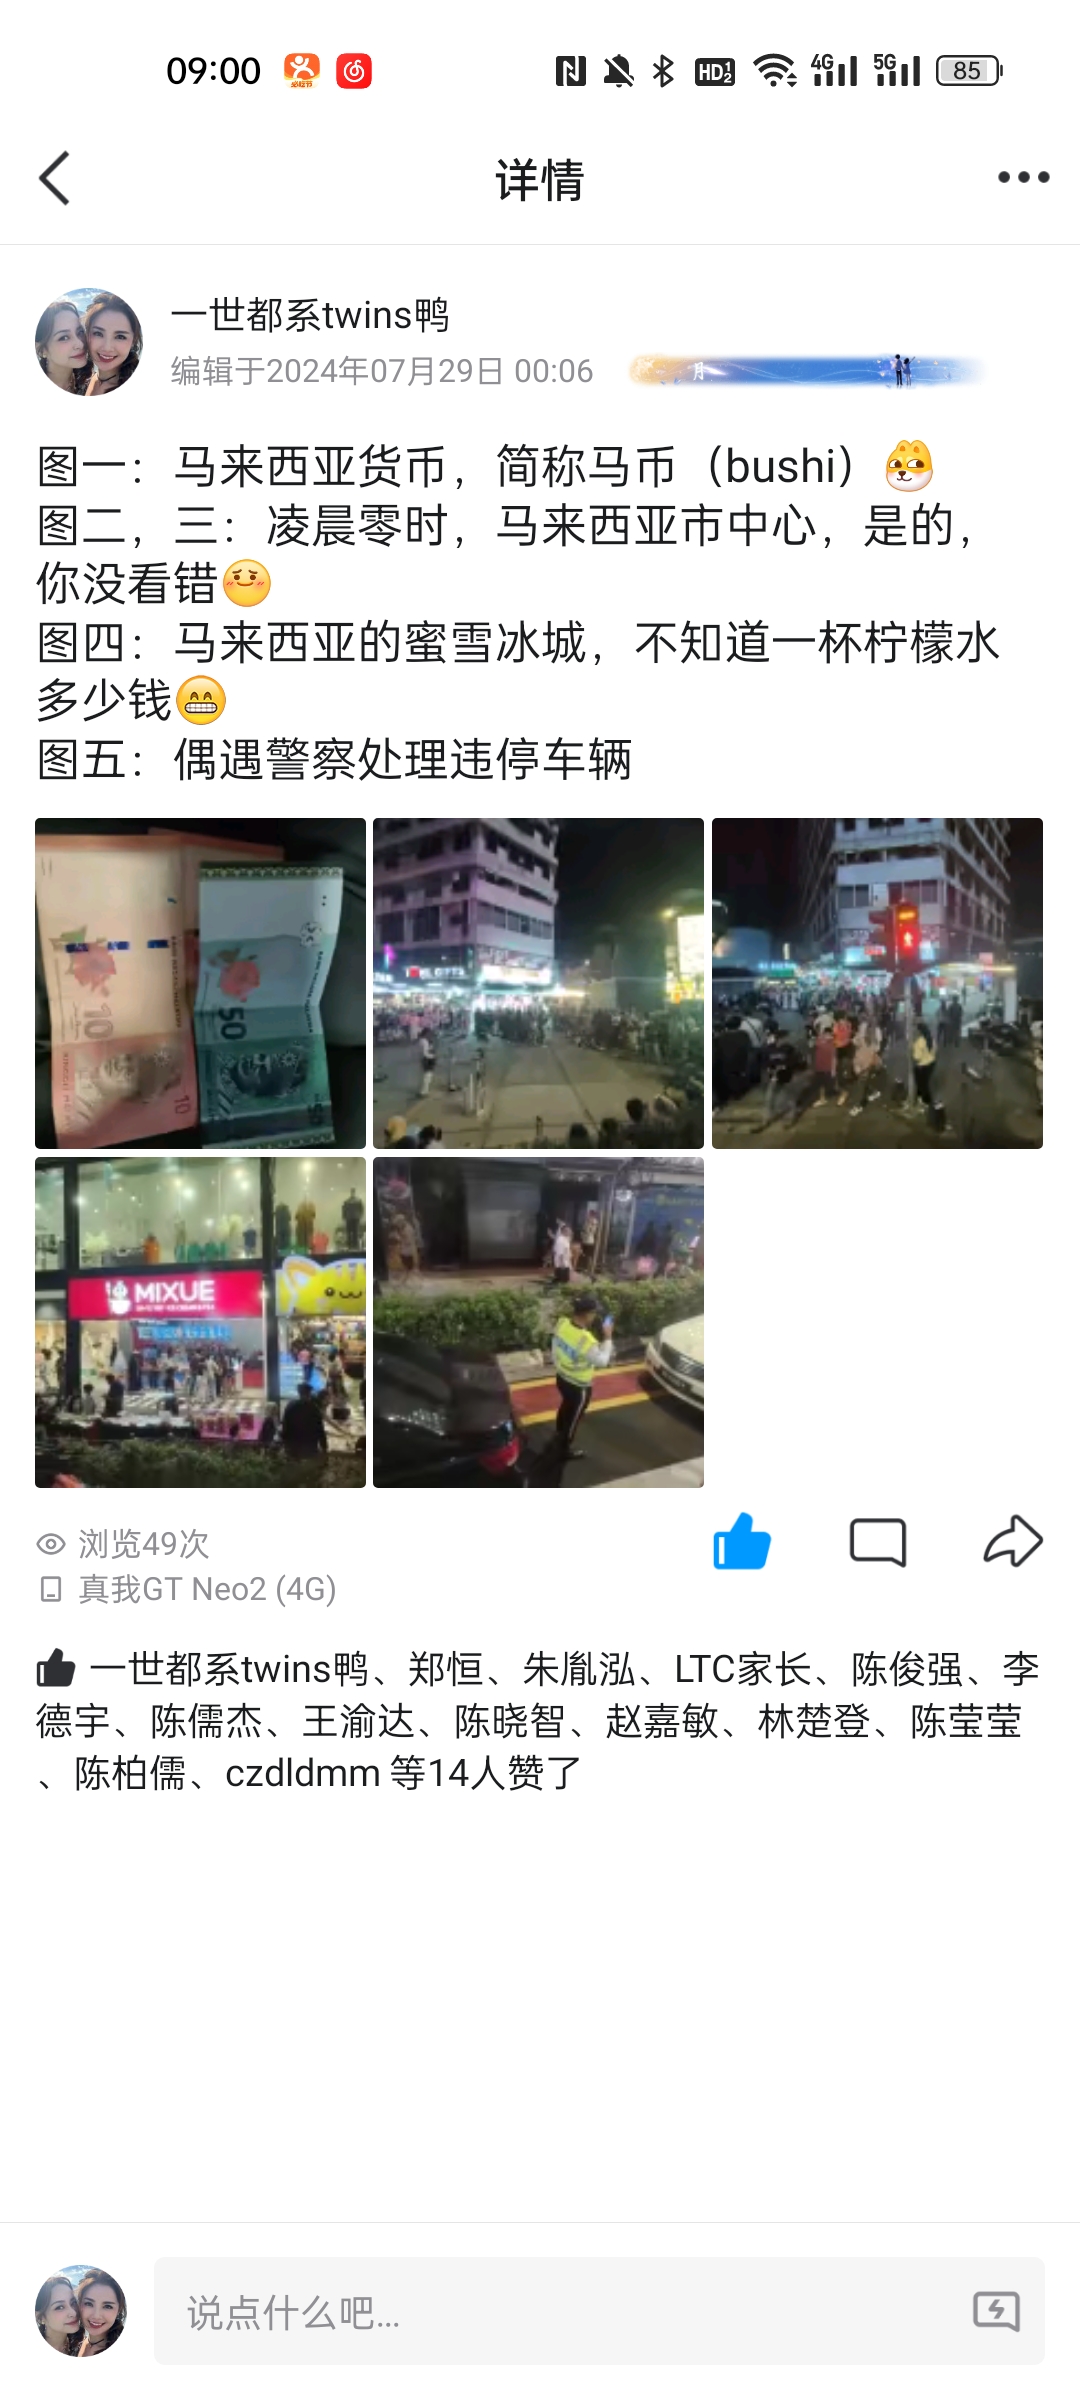 09:00
HD 1 2
4G
5G
85
详情
一世都系twins鸭
编辑于2024年07月29日 00:06
月
图一：马来西亚货币，简称马币（bushi）
图二，三：凌晨零时，马来西亚市中心，是的，
你没看错
图四：马来西亚的蜜雪冰城，不知道一杯柠檬水
多少钱
图五：偶遇警察处理违停车辆
10
10
50
MIXUE
浏览49次
真我GT Neo2 (4G)
一世都系twins鸭、郑恒、朱胤泓、LTC家长、陈俊强、李
德宇、陈儒杰、王渝达、陈晓智、赵嘉敏、林楚登、陈莹莹
、陈柏儒、czdldmm 等14人赞了
说点什么吧...